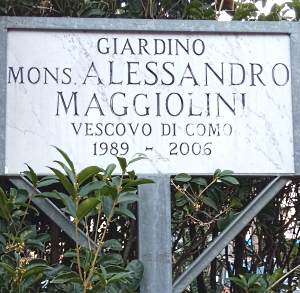 GIARDINO
MONS. ALESSANDRO
MAGGIOLINI
VESCOVO DI COMO
1989 - 2006